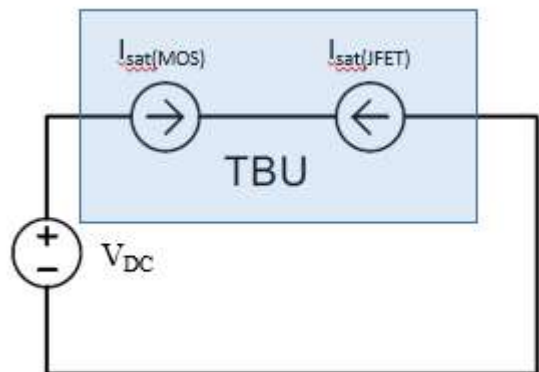 Isat(MOS) Isat(JFET)
TBU
+
−
VDC